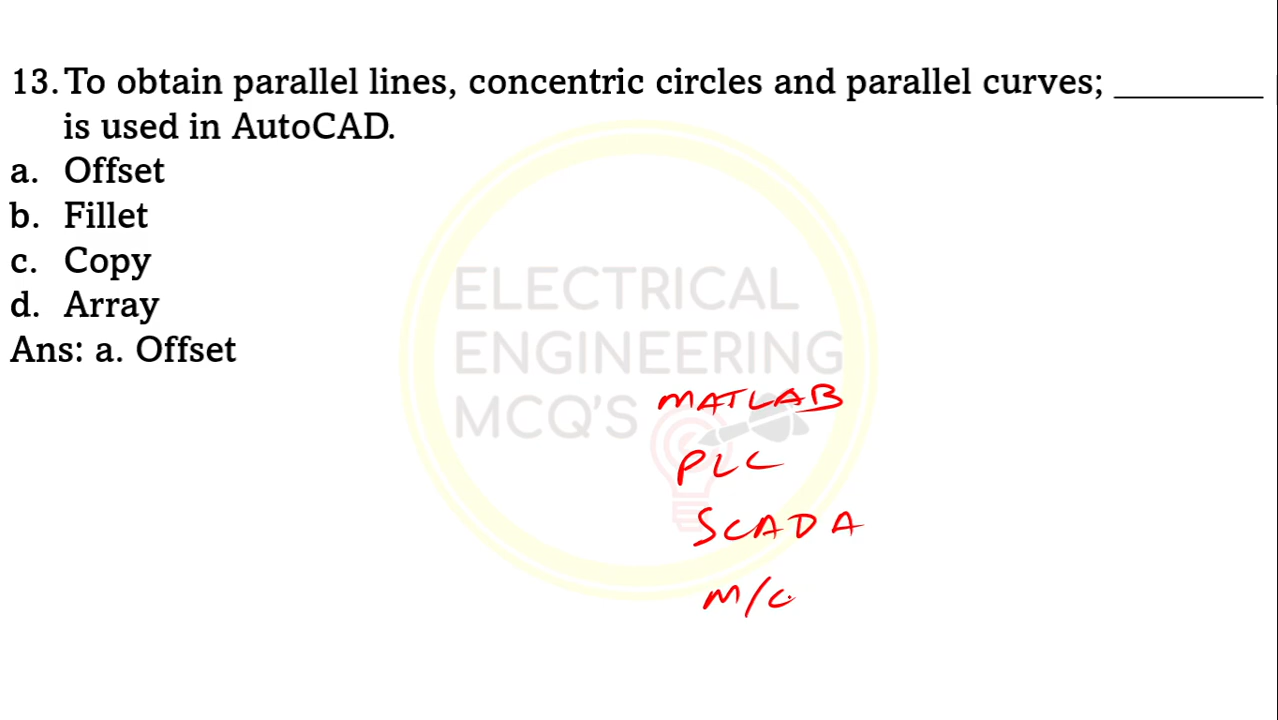 13. To obtain parallel lines, concentric circles and parallel curves; ________
is used in AutoCAD.
a. Offset
b. Fillet
c. Copy
d. Array
Ans: a. Offset
ELECTRICAL
ENGINEERING
MCQ'S
MATLAB
PLC
SCADA
M/C